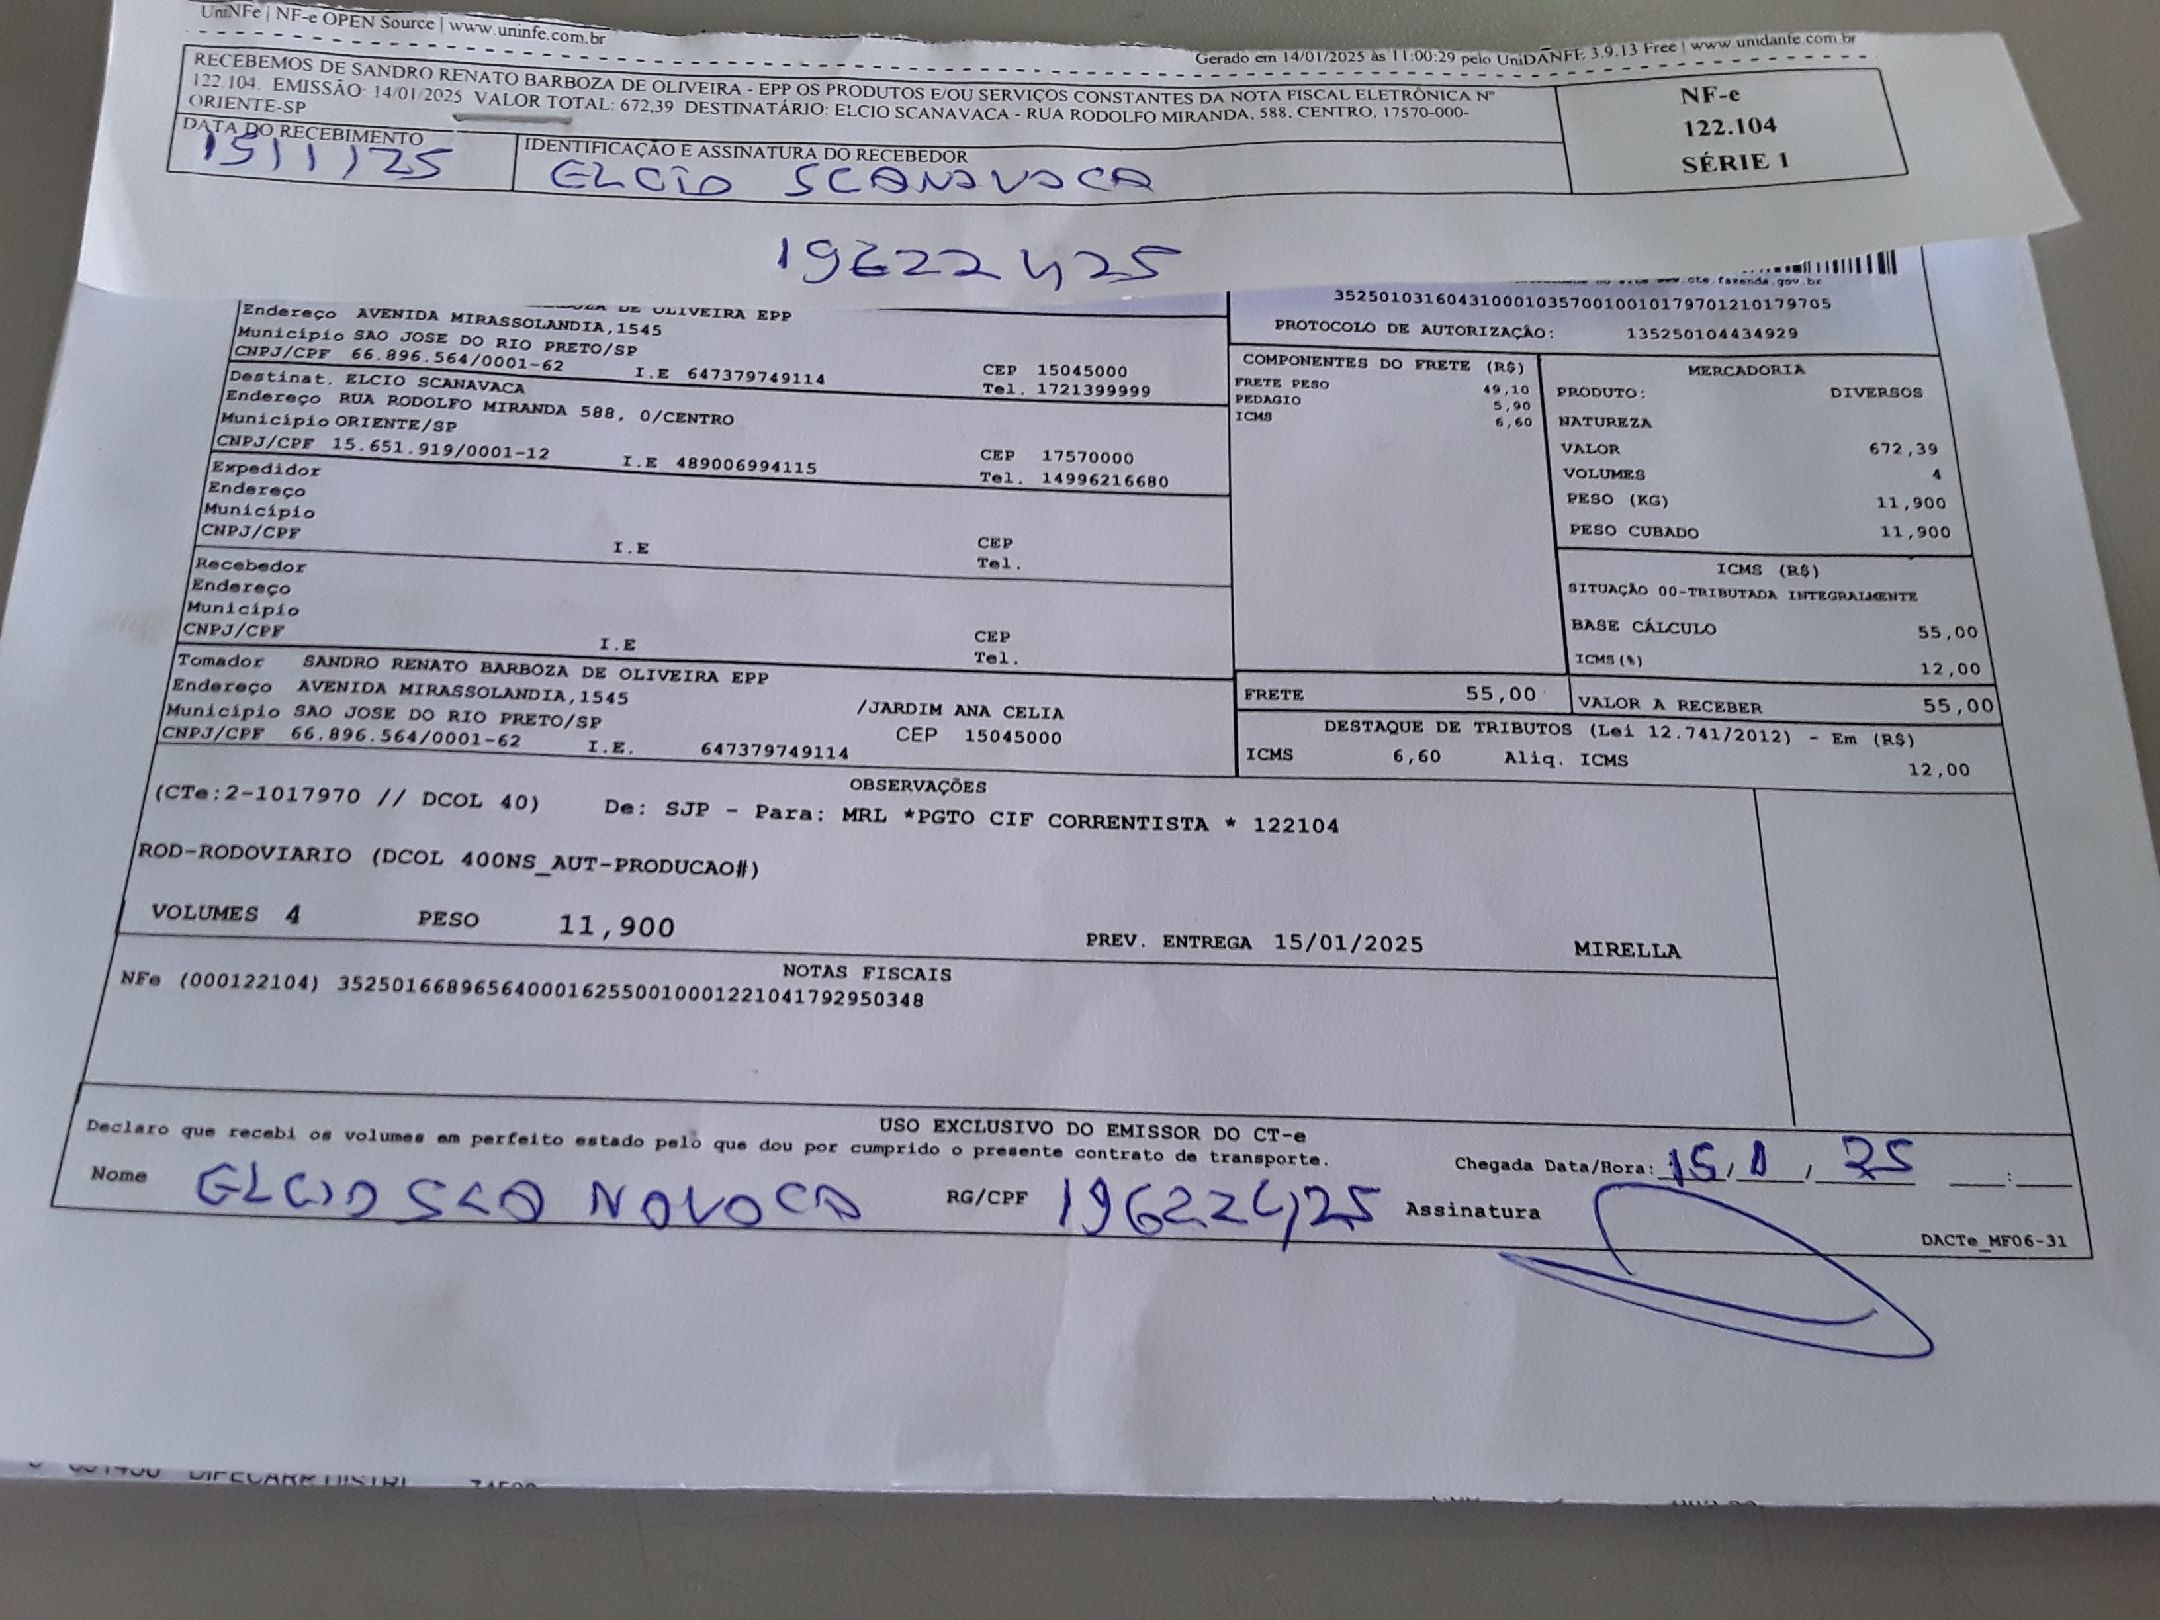 UniNFe | NF-e OPEN Source | www.uninfe.com.br
Gerado em 14/01/2025 às 11:00:29 pelo UniDANFE 3.9.13 Free | www.unidanfe.com.br
RECEBEMOS DE SANDRO RENATO BARBOZA DE OLIVEIRA - EPP OS PRODUTOS E/OU SERVIÇOS CONSTANTES DA NOTA FISCAL ELETRÔNICA Nº
122.104. EMISSÃO: 14/01/2025 VALOR TOTAL: 672,39 DESTINATÁRIO: ELCIO SCANAVACA - RUA RODOLFO MIRANDA, 588, CENTRO, 17570-000-
ORIENTE-SP
NF-e
122.104
SÉRIE 1
DATA DO RECEBIMENTO
15/1/25
IDENTIFICAÇÃO E ASSINATURA DO RECEBEDOR
ELCIO SCANAVACA
19622425
DE OLIVEIRA EPP
Endereço AVENIDA MIRASSOLANDIA,1545
Município SAO JOSE DO RIO PRETO/SP
CEP 15045000
CNPJ/CPF 66.896.564/0001-62 I.E 647379749114 Tel. 1721399999
Destinat. ELCIO SCANAVACA
Endereço RUA RODOLFO MIRANDA 588, 0/CENTRO
Município ORIENTE/SP
CEP 17570000
CNPJ/CPF 15.651.919/0001-12 I.E 489006994115 Tel. 14996216680
Expedidor
Endereço
Município
CEP
CNPJ/CPF I.E Tel.
Recebedor
Endereço
Município
CEP
CNPJ/CPF I.E Tel.
Tomador SANDRO RENATO BARBOZA DE OLIVEIRA EPP
Endereço AVENIDA MIRASSOLANDIA,1545 /JARDIM ANA CELIA
Município SAO JOSE DO RIO PRETO/SP CEP 15045000
CNPJ/CPF 66.896.564/0001-62 I.E. 647379749114
www.cte.fazenda.gov.br
35250103160431000103570010010179701210179705
PROTOCOLO DE AUTORIZAÇÃO: 135250104434929
COMPONENTES DO FRETE (R$)
FRETE PESO 49,10
PEDAGIO 5,90
ICMS 6,60
MERCADORIA
PRODUTO: DIVERSOS
NATUREZA
VALOR 672,39
VOLUMES 4
PESO (KG) 11,900
PESO CUBADO 11,900
ICMS (R$)
SITUAÇÃO 00-TRIBUTADA INTEGRALMENTE
BASE CÁLCULO 55,00
ICMS(%) 12,00
FRETE 55,00
VALOR A RECEBER 55,00
DESTAQUE DE TRIBUTOS (Lei 12.741/2012) - Em (R$)
ICMS 6,60 Aliq. ICMS 12,00
OBSERVAÇÕES
(CTe:2-1017970 // DCOL 40) De: SJP - Para: MRL *PGTO CIF CORRENTISTA * 122104
ROD-RODOVIARIO (DCOL 400NS_AUT-PRODUCAO#)
VOLUMES 4 PESO 11,900 PREV. ENTREGA 15/01/2025 MIRELLA
NOTAS FISCAIS
NFe (000122104) 35250166896564000162550010001221041792950348
USO EXCLUSIVO DO EMISSOR DO CT-e
Declaro que recebi os volumes em perfeito estado pelo que dou por cumprido o presente contrato de transporte.
Chegada Data/Hora: 15/1/25 :
Nome ELCIO SCANOVOCA RG/CPF 19622425 Assinatura
DACTe_MF06-31